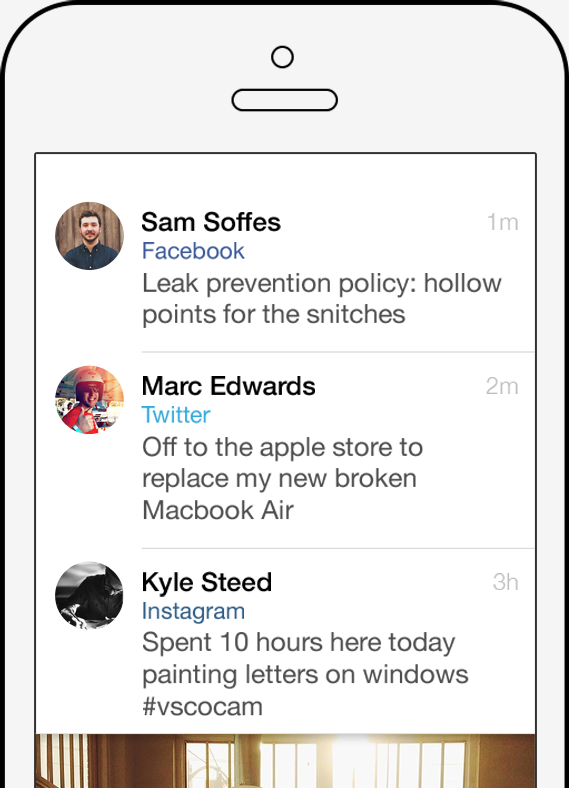 Sam Soffes
1m
Facebook
Leak prevention policy: hollow
points for the snitches
Marc Edwards
2m
Twitter
Off to the apple store to
replace my new broken
Macbook Air
Kyle Steed
3h
Instagram
Spent 10 hours here today
painting letters on windows
#vscocam